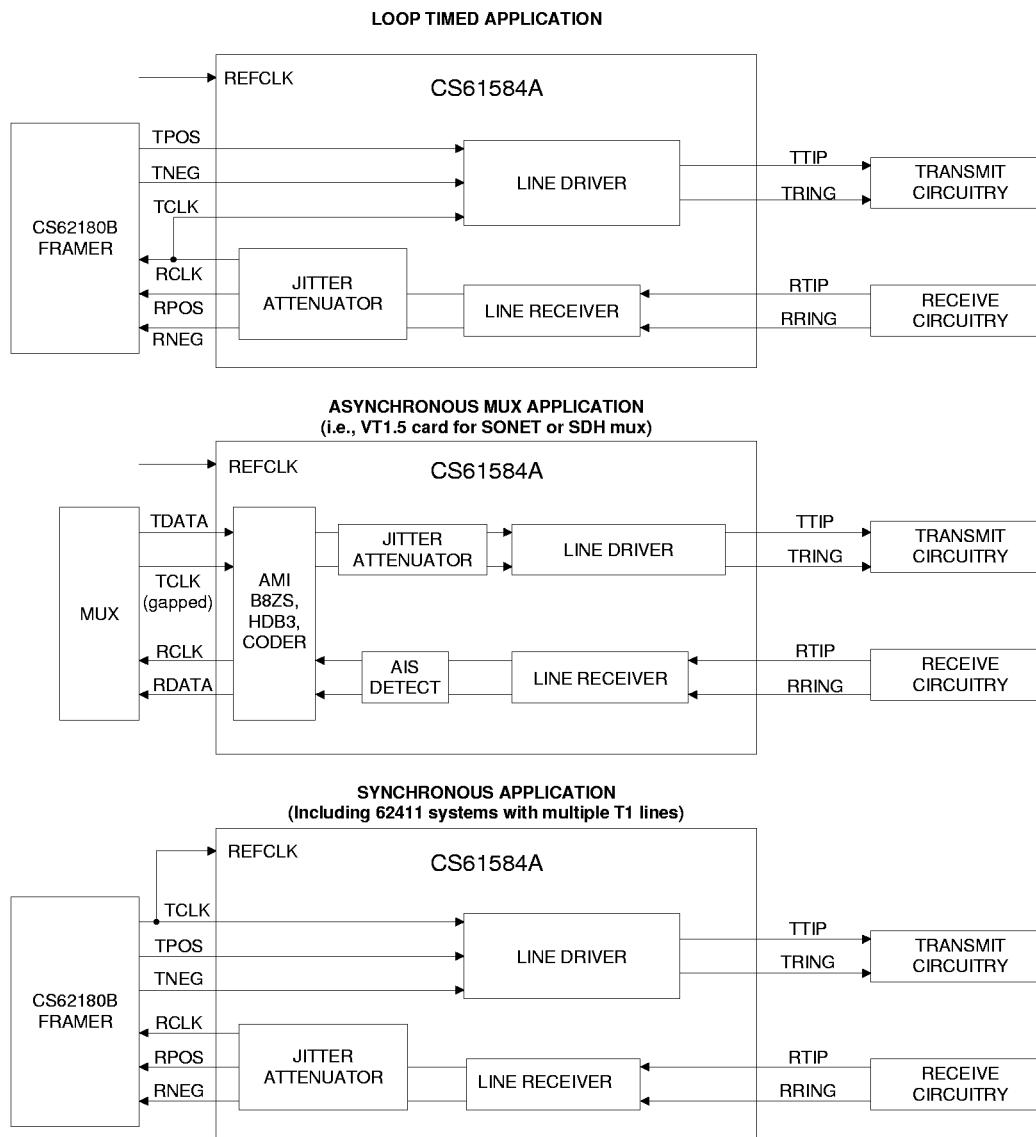 LOOP TIMED APPLICATION
REFCLK
CS61584A
CS62180B
FRAMER
TPOS
TNEG
TCLK
RCLK
RPOS
RNEG
LINE DRIVER
JITTER
ATTENUATOR
LINE RECEIVER
TTIP
TRING
RTIP
RRING
TRANSMIT
CIRCUITRY
RECEIVE
CIRCUITRY
ASYNCHRONOUS MUX APPLICATION
(i.e., VT1.5 card for SONET or SDH mux)
REFCLK
CS61584A
MUX
TDATA
TCLK
(gapped)
RCLK
RDATA
AMI
B8ZS,
HDB3,
CODER
JITTER
ATTENUATOR
LINE DRIVER
AIS
DETECT
LINE RECEIVER
TTIP
TRING
RTIP
RRING
TRANSMIT
CIRCUITRY
RECEIVE
CIRCUITRY
SYNCHRONOUS APPLICATION
(Including 62411 systems with multiple T1 lines)
REFCLK
CS61584A
CS62180B
FRAMER
TCLK
TPOS
TNEG
RCLK
RPOS
RNEG
LINE DRIVER
JITTER
ATTENUATOR
LINE RECEIVER
TTIP
TRING
RTIP
RRING
TRANSMIT
CIRCUITRY
RECEIVE
CIRCUITRY